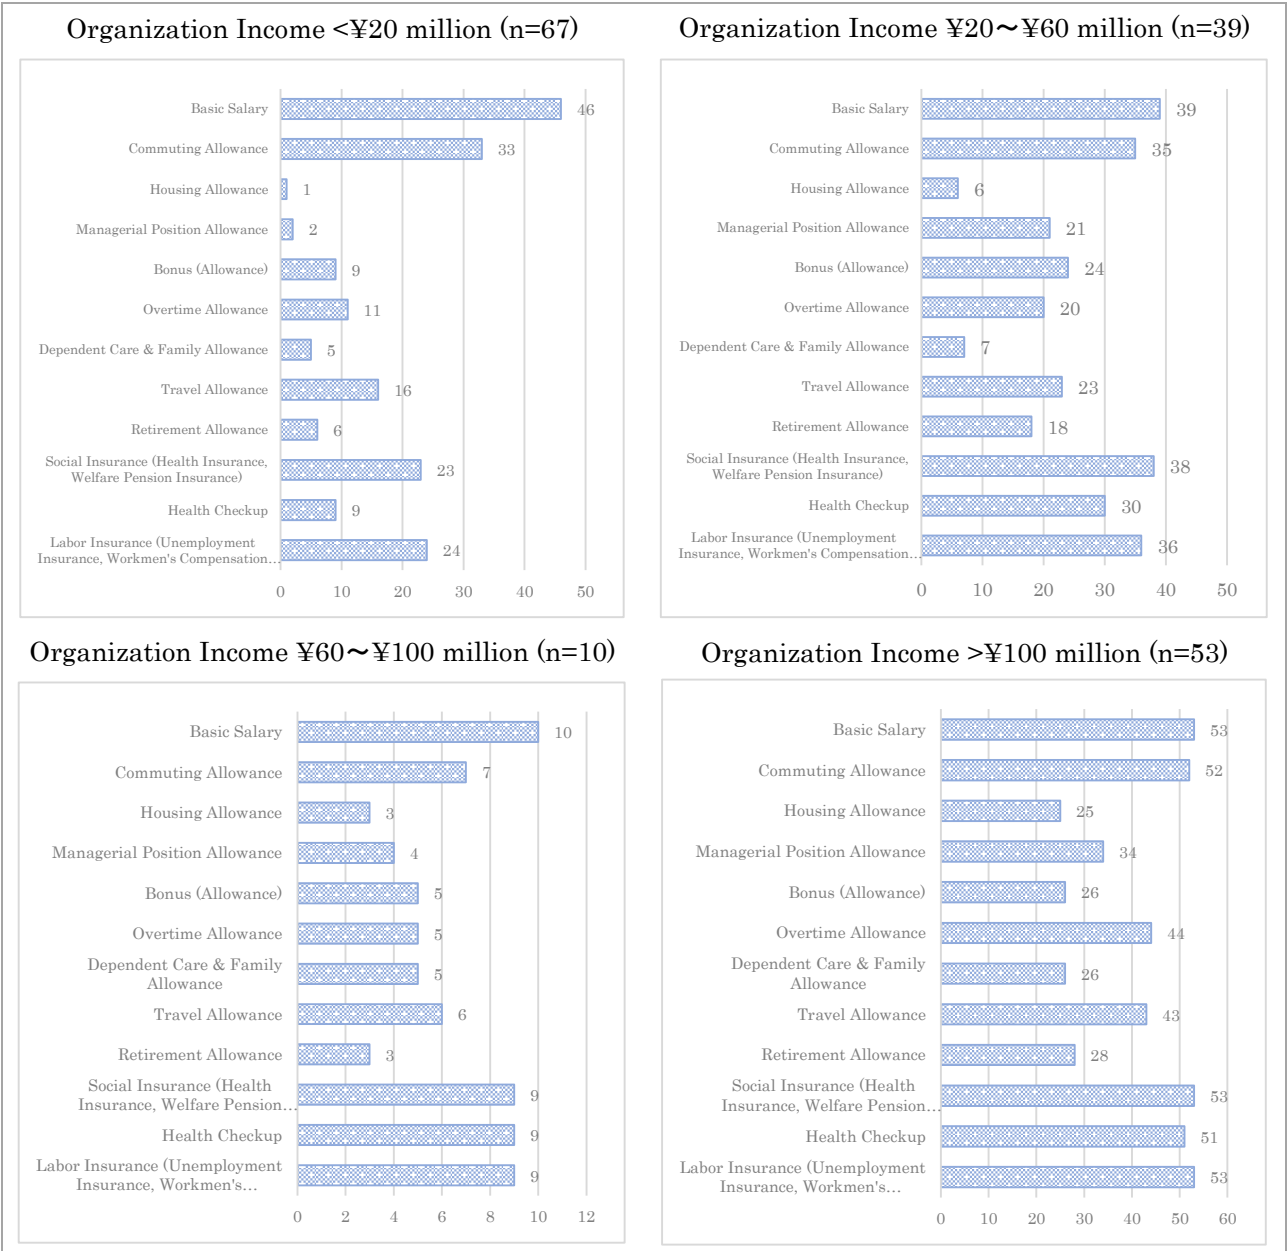 Organization Income <¥20 million (n=67)
Basic Salary 46
Commuting Allowance 33
Housing Allowance 1
Managerial Position Allowance 2
Bonus (Allowance) 9
Overtime Allowance 11
Dependent Care & Family Allowance 5
Travel Allowance 16
Retirement Allowance 6
Social Insurance (Health Insurance,
Welfare Pension Insurance) 23
Health Checkup 9
Labor Insurance (Unemployment
Insurance, Workmen's Compensation... 24
0 10 20 30 40 50
Organization Income ¥20～¥60 million (n=39)
Basic Salary 39
Commuting Allowance 35
Housing Allowance 6
Managerial Position Allowance 21
Bonus (Allowance) 24
Overtime Allowance 20
Dependent Care & Family Allowance 7
Travel Allowance 23
Retirement Allowance 18
Social Insurance (Health Insurance,
Welfare Pension Insurance) 38
Health Checkup 30
Labor Insurance (Unemployment
Insurance, Workmen's Compensation... 36
0 10 20 30 40 50
Organization Income ¥60～¥100 million (n=10)
Basic Salary 10
Commuting Allowance 7
Housing Allowance 3
Managerial Position Allowance 4
Bonus (Allowance) 5
Overtime Allowance 5
Dependent Care & Family
Allowance 5
Travel Allowance 6
Retirement Allowance 3
Social Insurance (Health
Insurance, Welfare Pension... 9
Health Checkup 9
Labor Insurance (Unemployment
Insurance, Workmen's... 9
0 2 4 6 8 10 12
Organization Income >¥100 million (n=53)
Basic Salary 53
Commuting Allowance 52
Housing Allowance 25
Managerial Position Allowance 34
Bonus (Allowance) 26
Overtime Allowance 44
Dependent Care & Family
Allowance 26
Travel Allowance 43
Retirement Allowance 28
Social Insurance (Health
Insurance, Welfare Pension... 53
Health Checkup 51
Labor Insurance (Unemployment
Insurance, Workmen's... 53
0 10 20 30 40 50 60